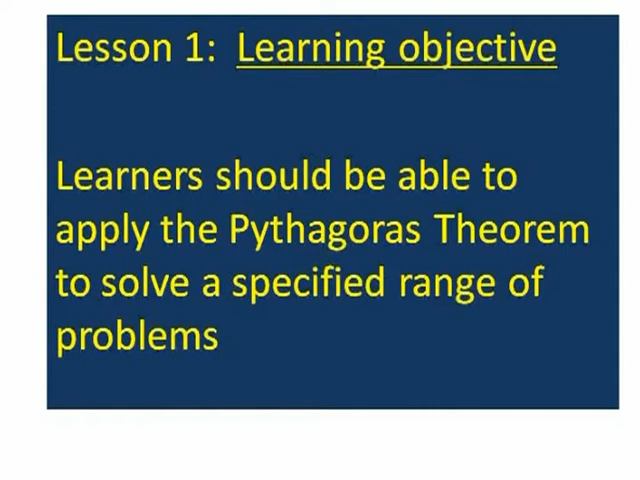 Lesson 1: Learning objective
Learners should be able to
apply the Pythagoras Theorem
to solve a specified range of
problems